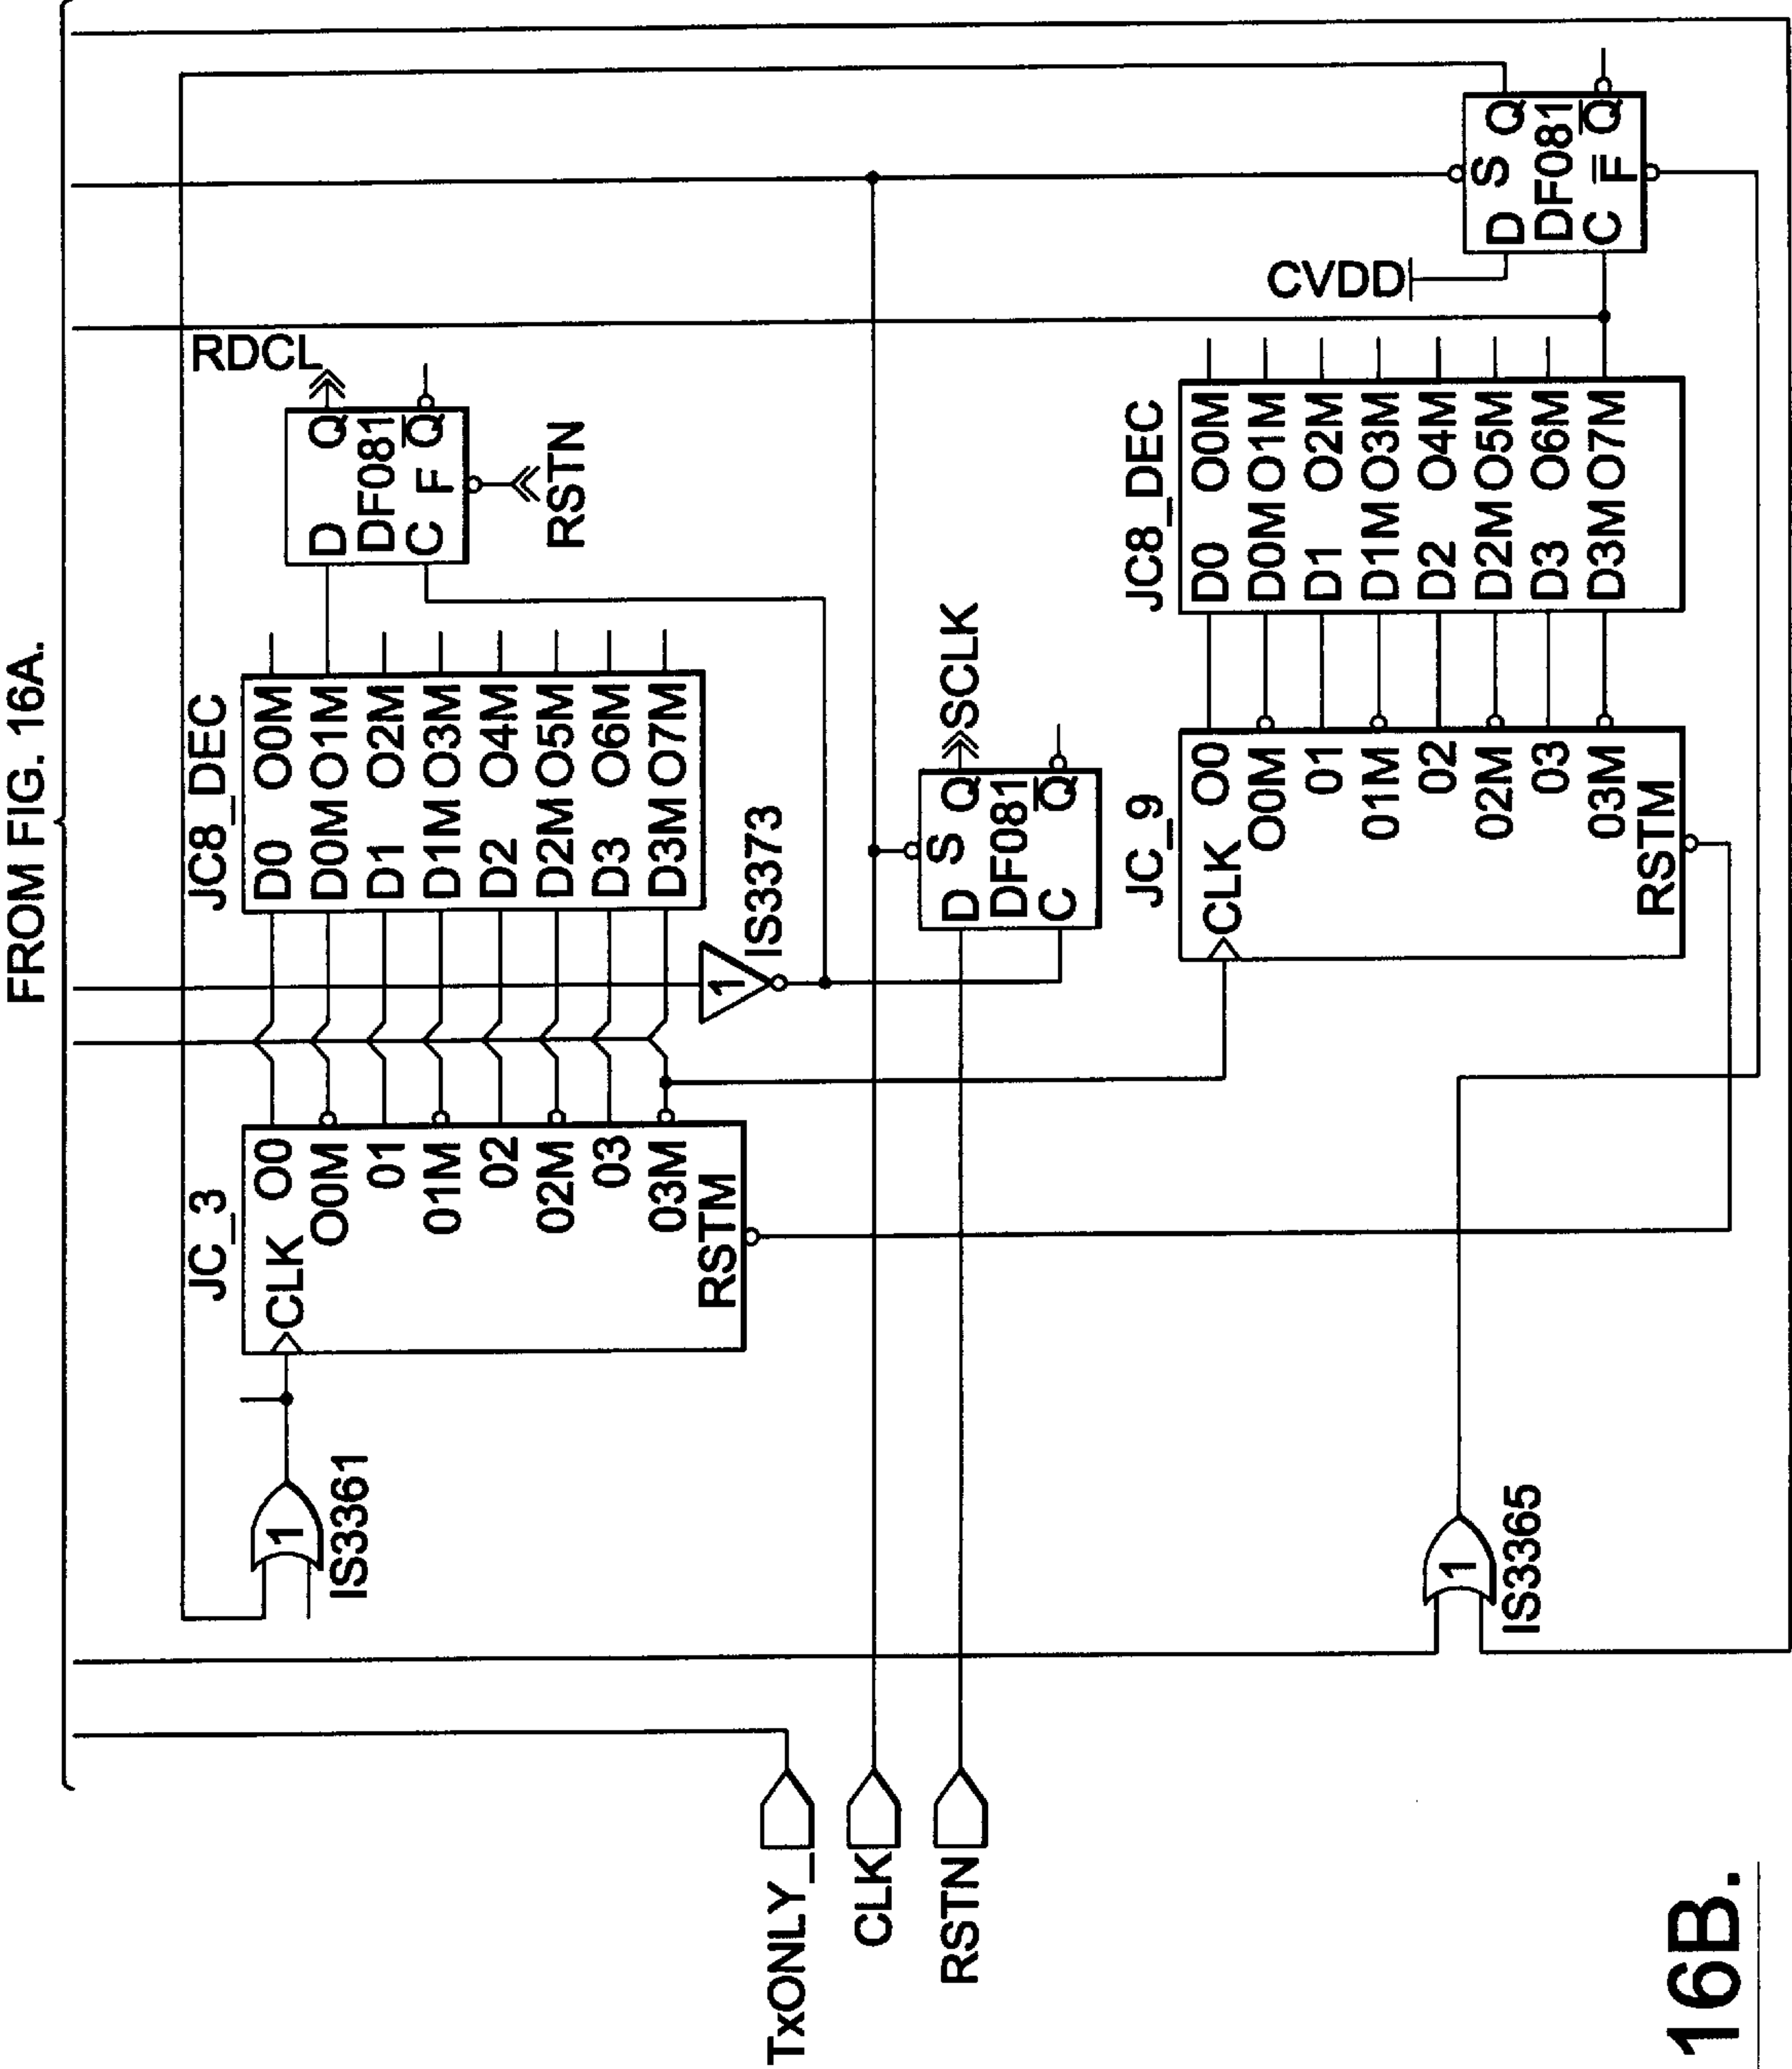 FROM FIG. 16A.
IS3361
1
JC_3
CLK
O0
O0M
01
01M
02
02M
03
03M
RSTM
JC8_DEC
D0 O0M
D0M O1M
D1 O2M
D1M O3M
D2 O4M
D2M O5M
D3 O6M
D3M O7M
1
IS3373
RDCL
D Q
DF081
C F Q
RSTN
TxONLY_
CLK
RSTN
D S Q
DF081
C Q
SCLK
1
IS3365
JC_9
CLK
O0
O0M
01
01M
02
02M
03
03M
RSTM
JC8_DEC
D0 O0M
D0M O1M
D1 O2M
D1M O3M
D2 O4M
D2M O5M
D3 O6M
D3M O7M
CVDD
D S Q
DF081
C F Q
16B.